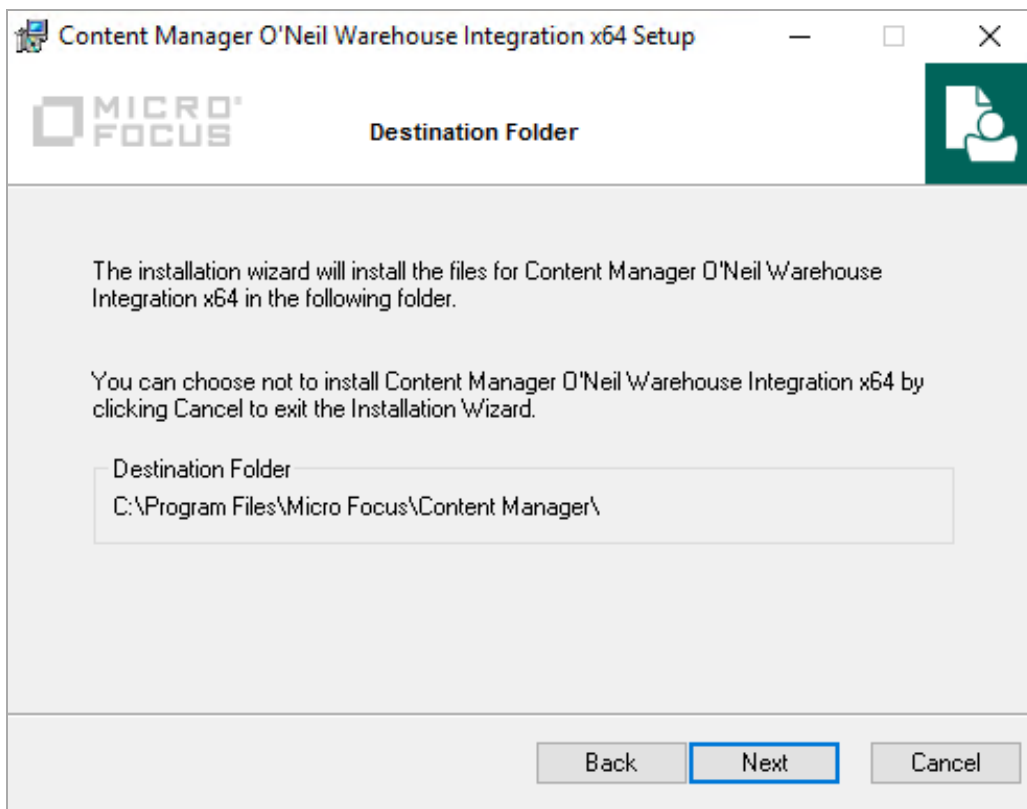 Content Manager O'Neil Warehouse Integration x64 Setup
MICRO
FOCUS
Destination Folder
The installation wizard will install the files for Content Manager O'Neil Warehouse
Integration x64 in the following folder.
You can choose not to install Content Manager O'Neil Warehouse Integration x64 by
clicking Cancel to exit the Installation Wizard.
Destination Folder
C:\Program Files\Micro Focus\Content Manager\
Back
Next
Cancel